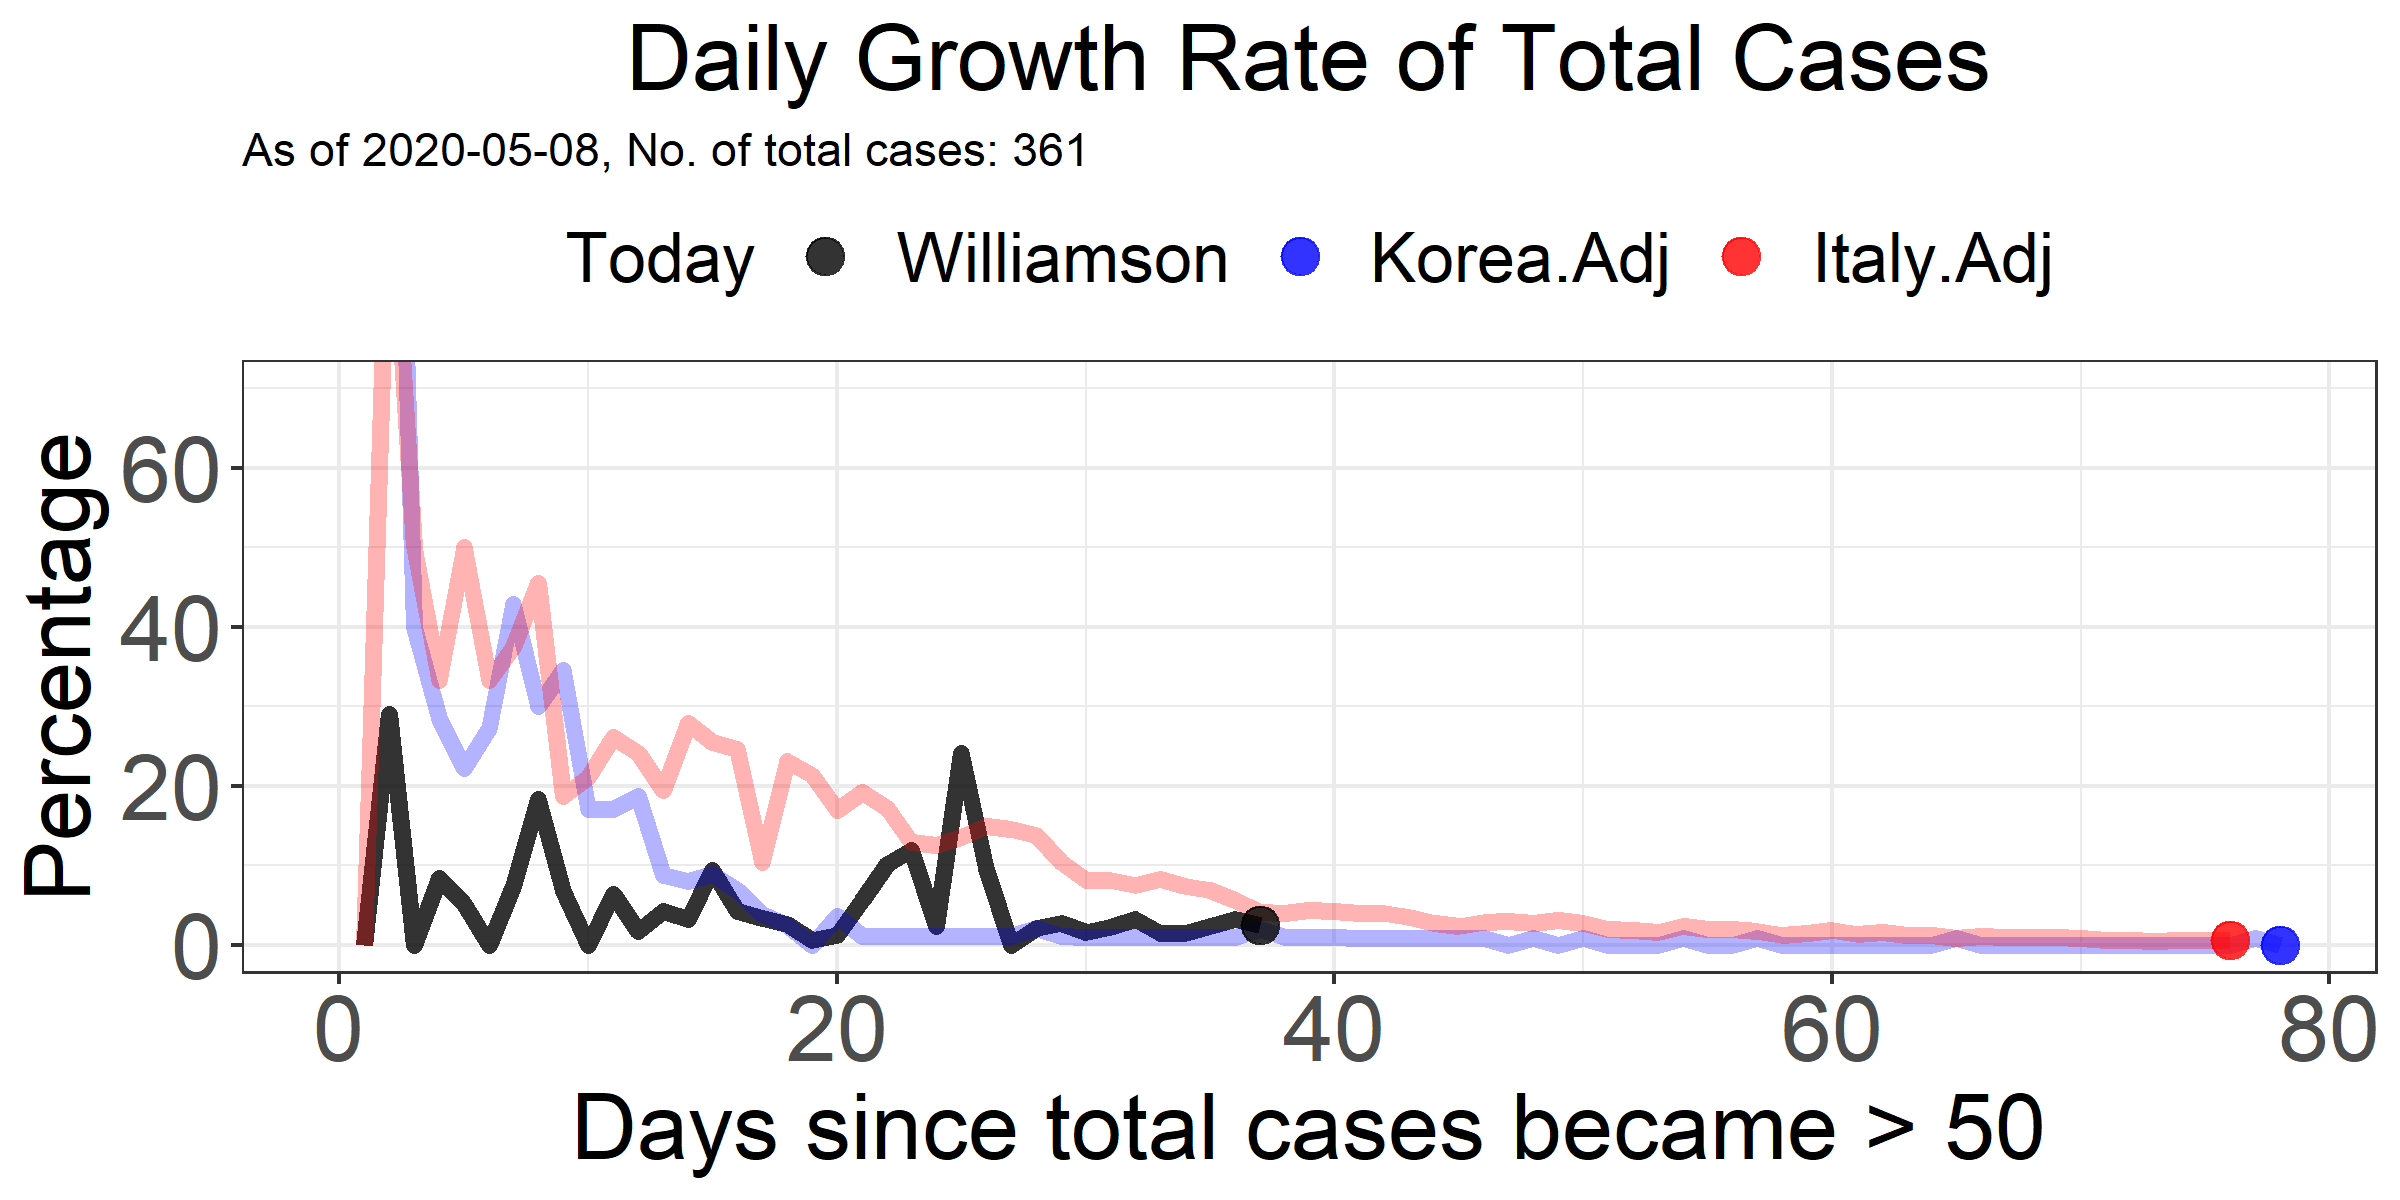 Daily Growth Rate of Total Cases
As of 2020-05-08, No. of total cases: 361
Today Williamson Korea.Adj Italy.Adj
Percentage
60
40
20
0
0 20 40 60 80
Days since total cases became > 50